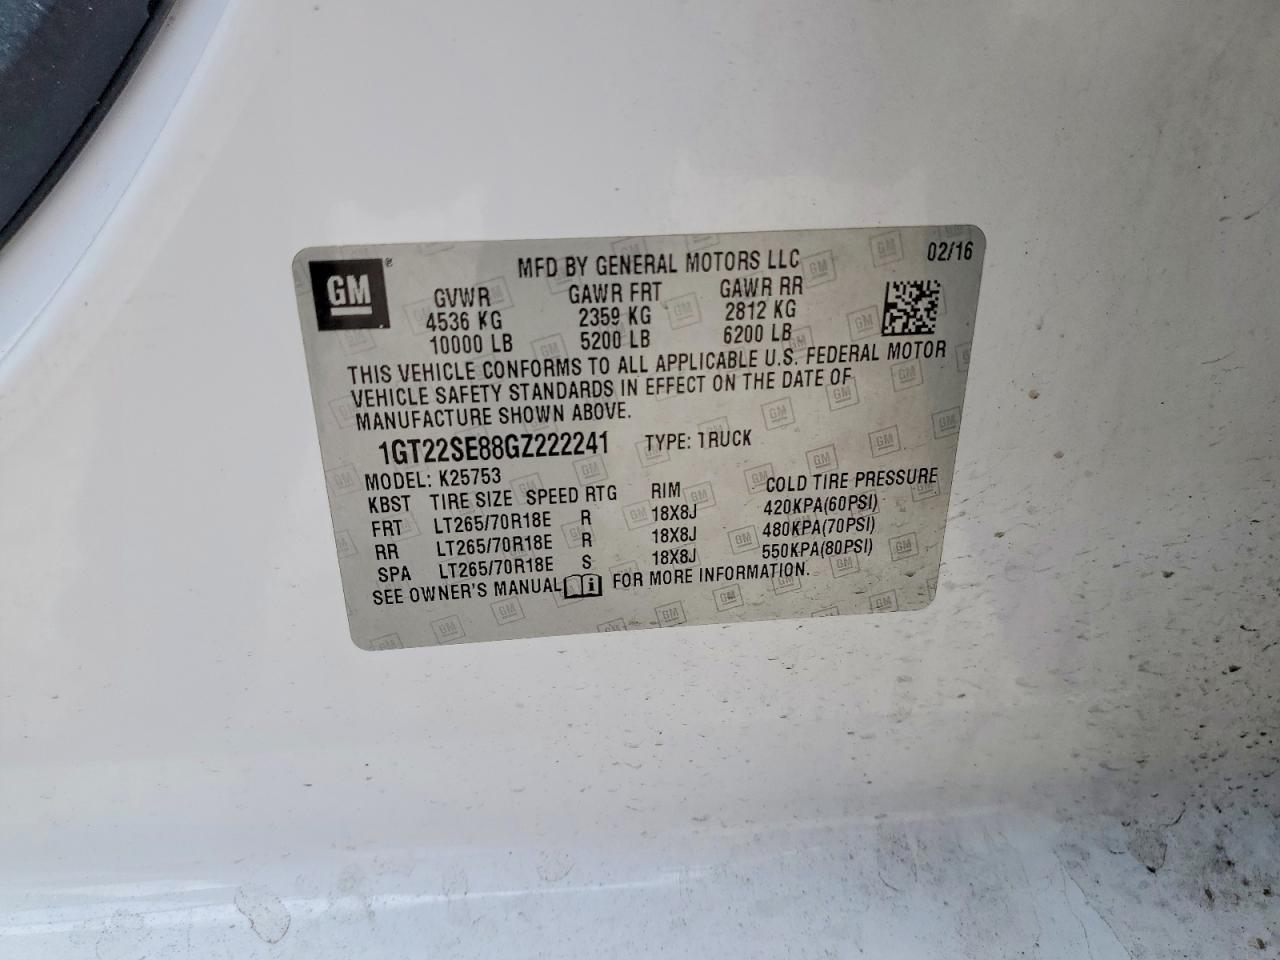 GM
MFD BY GENERAL MOTORS LLC
02/16
GVWR GAWR FRT GAWR RR
4536 KG 2359 KG 2812 KG
10000 LB 5200 LB 6200 LB
THIS VEHICLE CONFORMS TO ALL APPLICABLE U.S. FEDERAL MOTOR
VEHICLE SAFETY STANDARDS IN EFFECT ON THE DATE OF
MANUFACTURE SHOWN ABOVE.
1GT22SE88GZ222241 TYPE: TRUCK
MODEL: K25753
KBST TIRE SIZE SPEED RTG RIM COLD TIRE PRESSURE
FRT LT265/70R18E R 18X8J 420KPA(60PSI)
RR LT265/70R18E R 18X8J 480KPA(70PSI)
SPA LT265/70R18E S 18X8J 550KPA(80PSI)
SEE OWNER'S MANUAL FOR MORE INFORMATION.